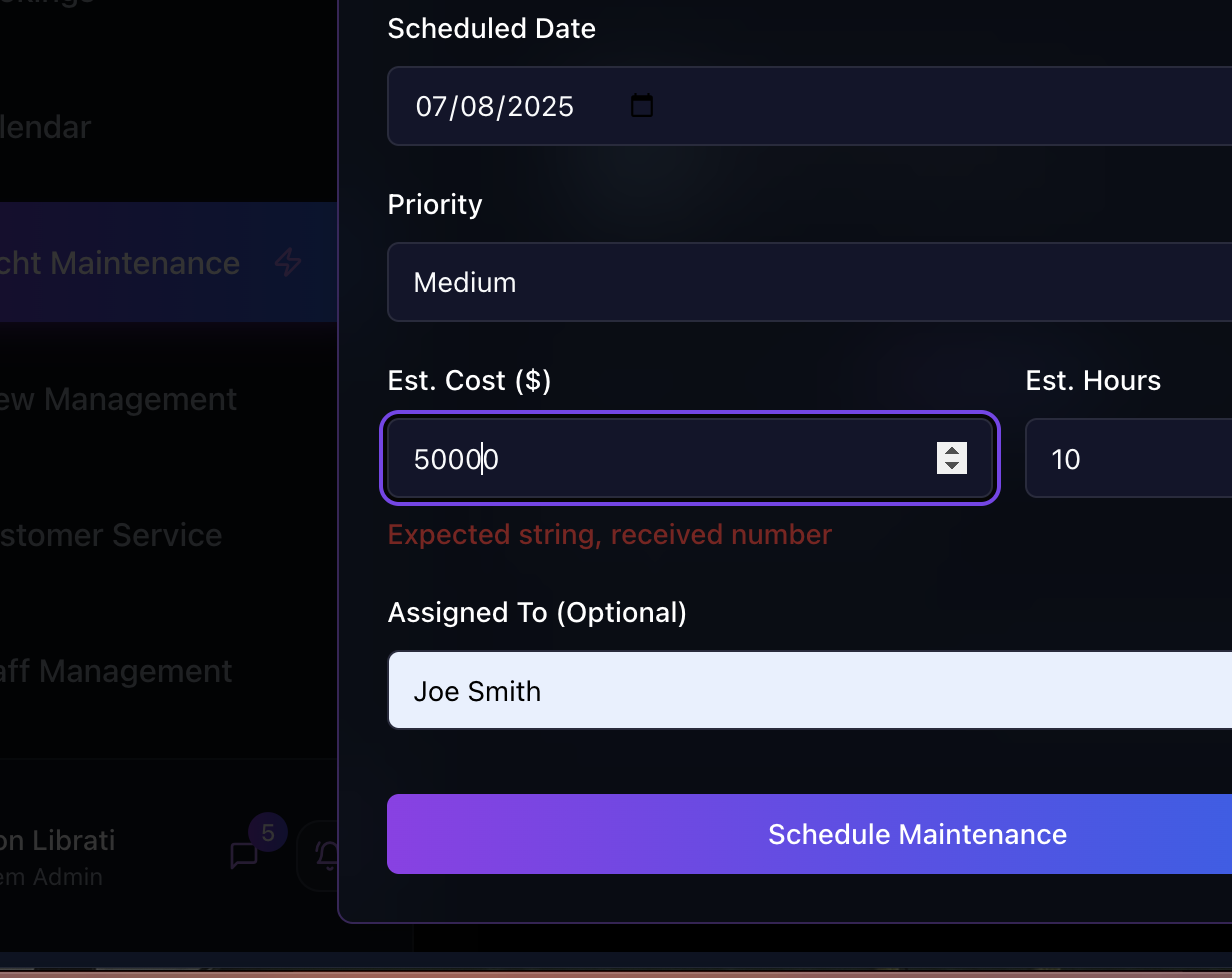 lendar
cht Maintenance
ew Management
stomer Service
aff Management
on Librati
em Admin
5
Scheduled Date
07/08/2025
Priority
Medium
Est. Cost ($)
Est. Hours
50000
10
Expected string, received number
Assigned To (Optional)
Joe Smith
Schedule Maintenance